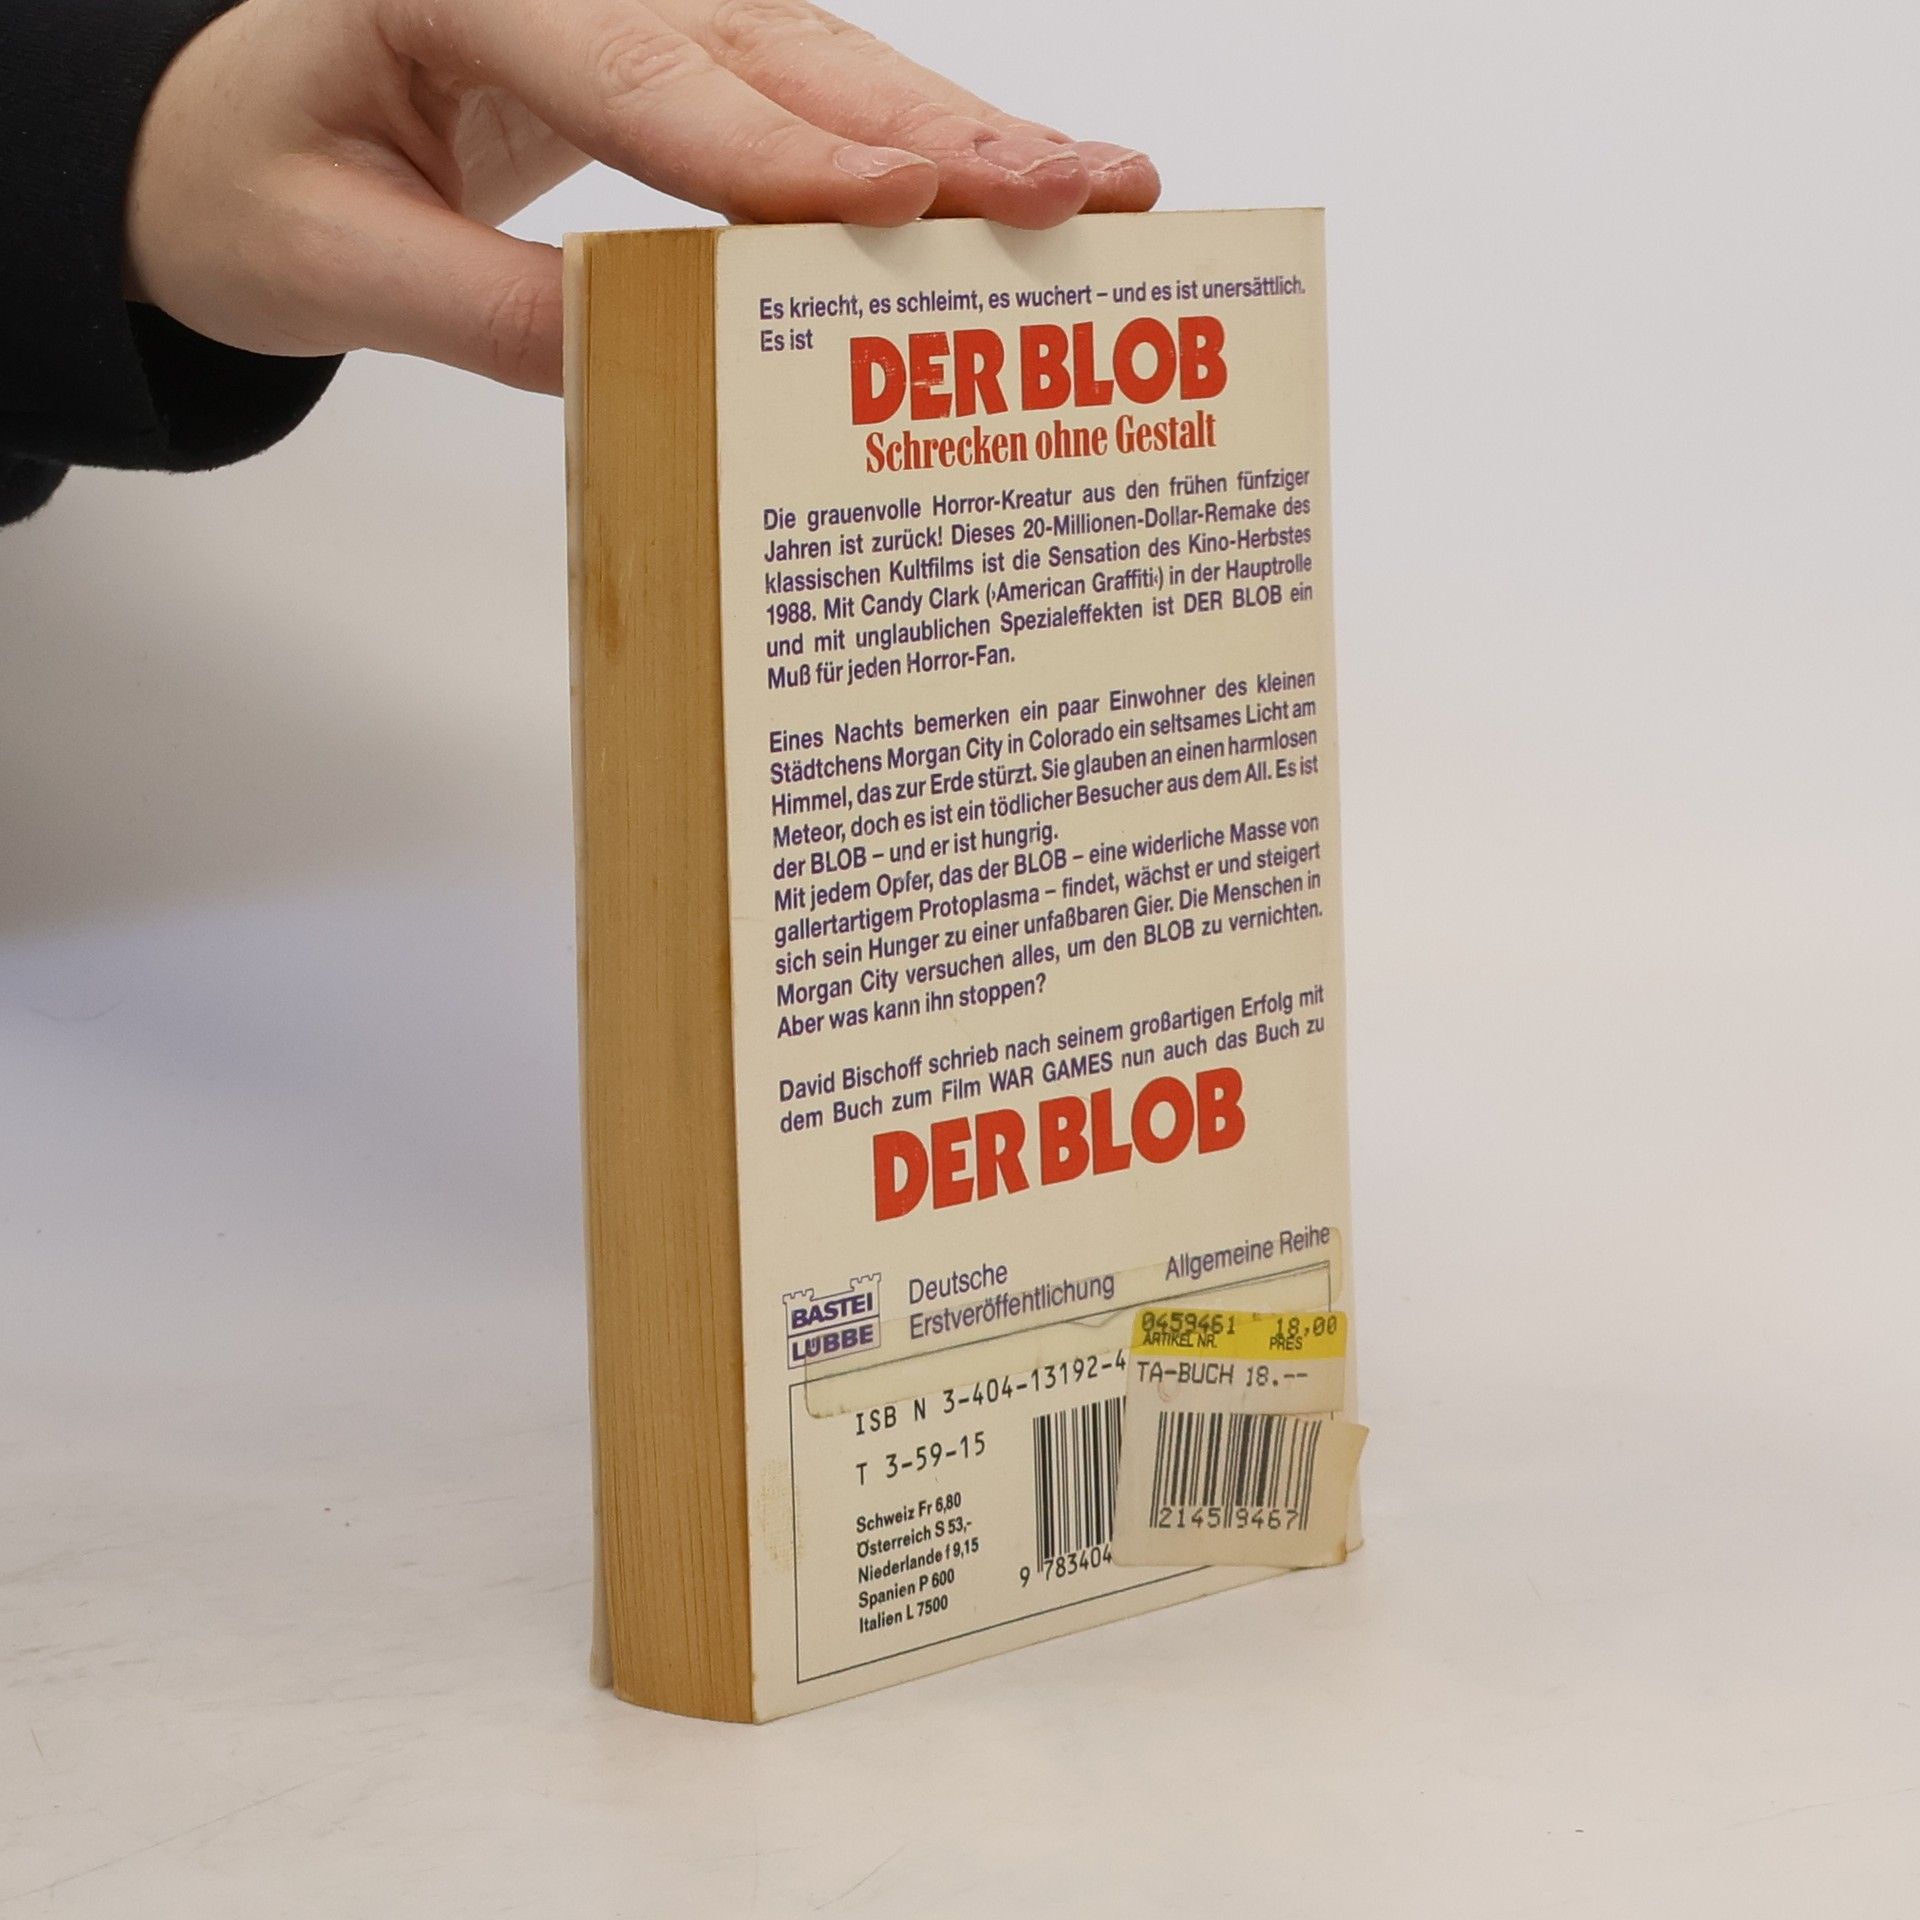 Es kriecht, es schleimt, es wuchert – und es ist unersättlich.
Es ist
DER BLOB
Schrecken ohne Gestalt
Die grauenvolle Horror-Kreatur aus den frühen fünfziger
Jahren ist zurück! Dieses 20-Millionen-Dollar-Remake des
klassischen Kultfilms ist die Sensation des Kino-Herbstes
1988. Mit Candy Clark (›American Graffiti‹) in der Hauptrolle
und mit unglaublichen Spezialeffekten ist DER BLOB ein
Muß für jeden Horror-Fan.
Eines Nachts bemerken ein paar Einwohner des kleinen
Städtchens Morgan City in Colorado ein seltsames Licht am
Himmel, das zur Erde stürzt. Sie glauben an einen harmlosen
Meteor, doch es ist ein tödlicher Besucher aus dem All. Es ist
der BLOB – und er ist hungrig.
Mit jedem Opfer, das der BLOB – eine widerliche Masse von
gallertartigem Protoplasma – findet, wächst er und steigert
sich sein Hunger zu einer unfaßbaren Gier. Die Menschen in
Morgan City versuchen alles, um den BLOB zu vernichten.
Aber was kann ihn stoppen?
David Bischoff schrieb nach seinem großartigen Erfolg mit
dem Buch zum Film WAR GAMES nun auch das Buch zu
DER BLOB
BASTEI
LÜBBE
Deutsche
Erstveröffentlichung
Allgemeine Reihe
0459461 18,00
ARTIKEL NR. PREIS
TA-BUCH 18.--
21459467
ISB N 3-404-13192-4
T 3-59-15
Schweiz Fr 6,80
Österreich S 53,-
Niederlande f 9,15
Spanien P 600
Italien L 7500
9 783404